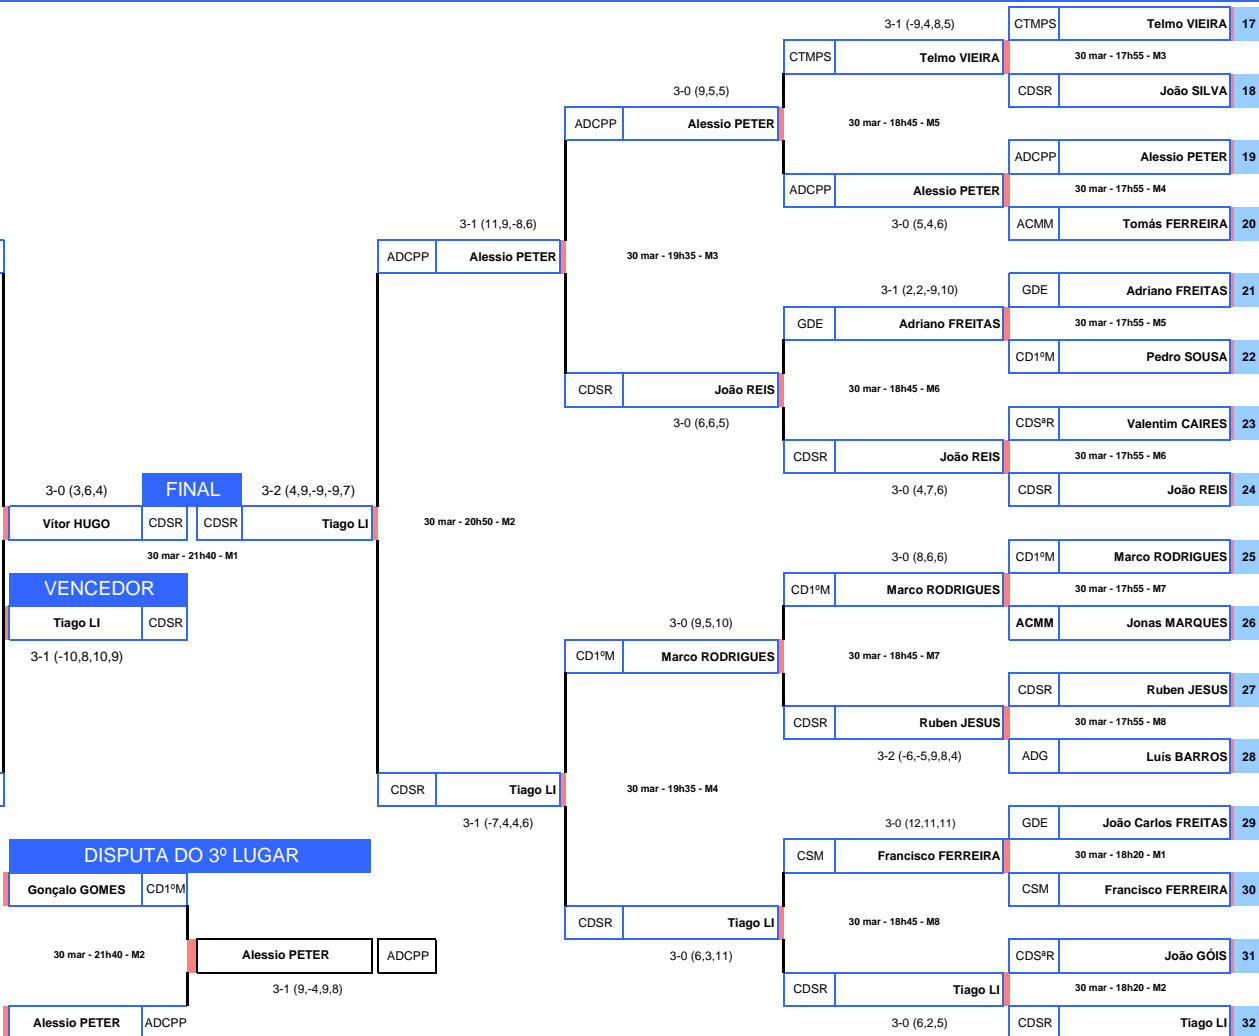 3-1 (-9,4,8,5) CTMPS Telmo VIEIRA 17
CTMPS Telmo VIEIRA 30 mar - 17h55 - M3
3-0 (9,5,5) CDSR João SILVA 18
ADCPP Alessio PETER 30 mar - 18h45 - M5
ADCPP Alessio PETER 19
ADCPP Alessio PETER 30 mar - 17h55 - M4
3-1 (11,9,-8,6) 3-0 (5,4,6) ACMM Tomás FERREIRA 20
ADCPP Alessio PETER 30 mar - 19h35 - M3
3-1 (2,2,-9,10) GDE Adriano FREITAS 21
GDE Adriano FREITAS 30 mar - 17h55 - M5
CD1ºM Pedro SOUSA 22
CDSR João REIS 30 mar - 18h45 - M6
3-0 (6,6,5) CDSªR Valentim CAIRES 23
CDSR João REIS 30 mar - 17h55 - M6
3-0 (3,6,4) FINAL 3-2 (4,9,-9,-9,7) 3-0 (4,7,6) CDSR João REIS 24
Vítor HUGO CDSR CDSR Tiago LI 30 mar - 20h50 - M2
30 mar - 21h40 - M1 3-0 (8,6,6) CD1ºM Marco RODRIGUES 25
VENCEDOR CD1ºM Marco RODRIGUES 30 mar - 17h55 - M7
Tiago LI CDSR 3-0 (9,5,10) ACMM Jonas MARQUES 26
3-1 (-10,8,10,9) CD1ºM Marco RODRIGUES 30 mar - 18h45 - M7
CDSR Ruben JESUS 27
CDSR Ruben JESUS 30 mar - 17h55 - M8
3-2 (-6,-5,9,8,4) ADG Luís BARROS 28
CDSR Tiago LI 30 mar - 19h35 - M4
3-1 (-7,4,4,6) 3-0 (12,11,11) GDE João Carlos FREITAS 29
DISPUTA DO 3º LUGAR CSM Francisco FERREIRA 30 mar - 18h20 - M1
Gonçalo GOMES CD1ºM CSM Francisco FERREIRA 30
CDSR Tiago LI 30 mar - 18h45 - M8
30 mar - 21h40 - M2 Alessio PETER ADCPP 3-0 (6,3,11) CDSªR João GÓIS 31
3-1 (9,-4,9,8) CDSR Tiago LI 30 mar - 18h20 - M2
Alessio PETER ADCPP 3-0 (6,2,5) CDSR Tiago LI 32